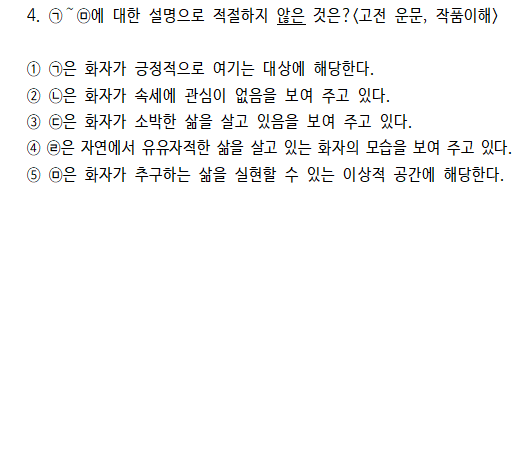 4. ㉠~㉤에 대한 설명으로 적절하지 않은 것은?<고전 운문, 작품이해>
① ㉠은 화자가 긍정적으로 여기는 대상에 해당한다.
② ㉡은 화자가 속세에 관심이 없음을 보여 주고 있다.
③ ㉢은 화자가 소박한 삶을 살고 있음을 보여 주고 있다.
④ ㉣은 자연에서 유유자적한 삶을 살고 있는 화자의 모습을 보여 주고 있다.
⑤ ㉤은 화자가 추구하는 삶을 실현할 수 있는 이상적 공간에 해당한다.